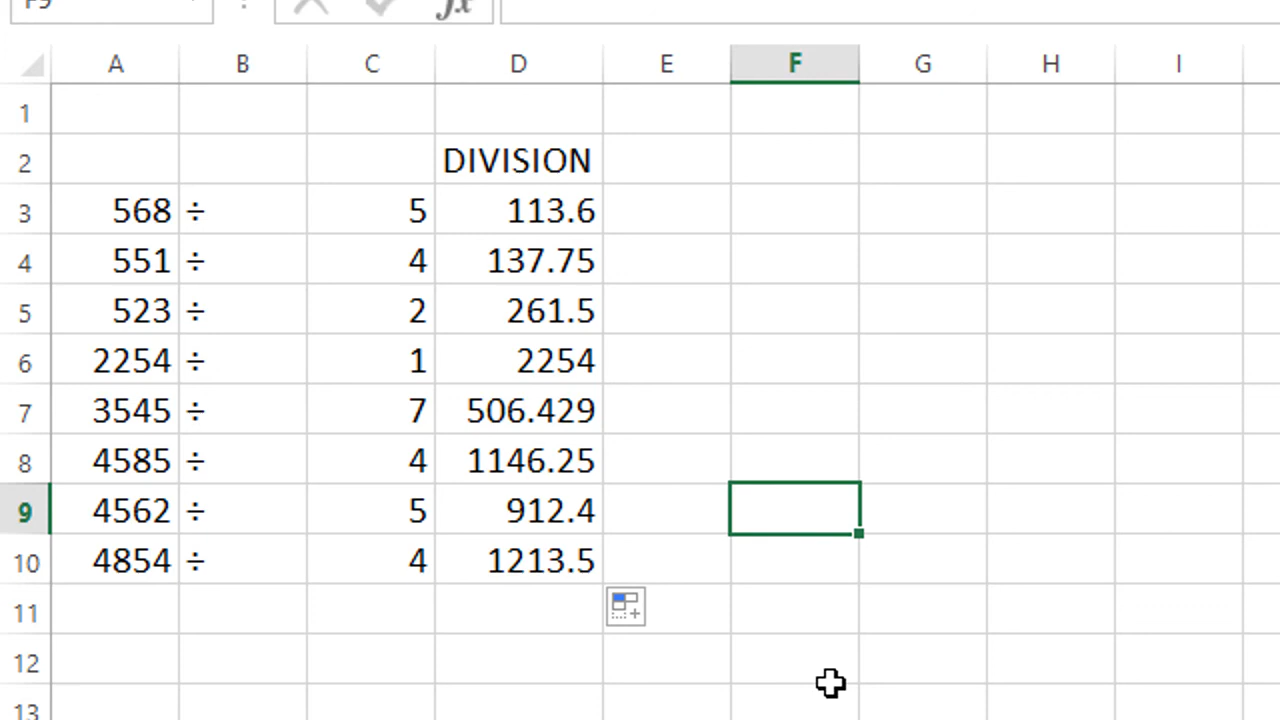 F9 fx
A B C D E F G H I
1
2 DIVISION
3 568 ÷ 5 113.6
4 551 ÷ 4 137.75
5 523 ÷ 2 261.5
6 2254 ÷ 1 2254
7 3545 ÷ 7 506.429
8 4585 ÷ 4 1146.25
9 4562 ÷ 5 912.4
10 4854 ÷ 4 1213.5
11
12
13